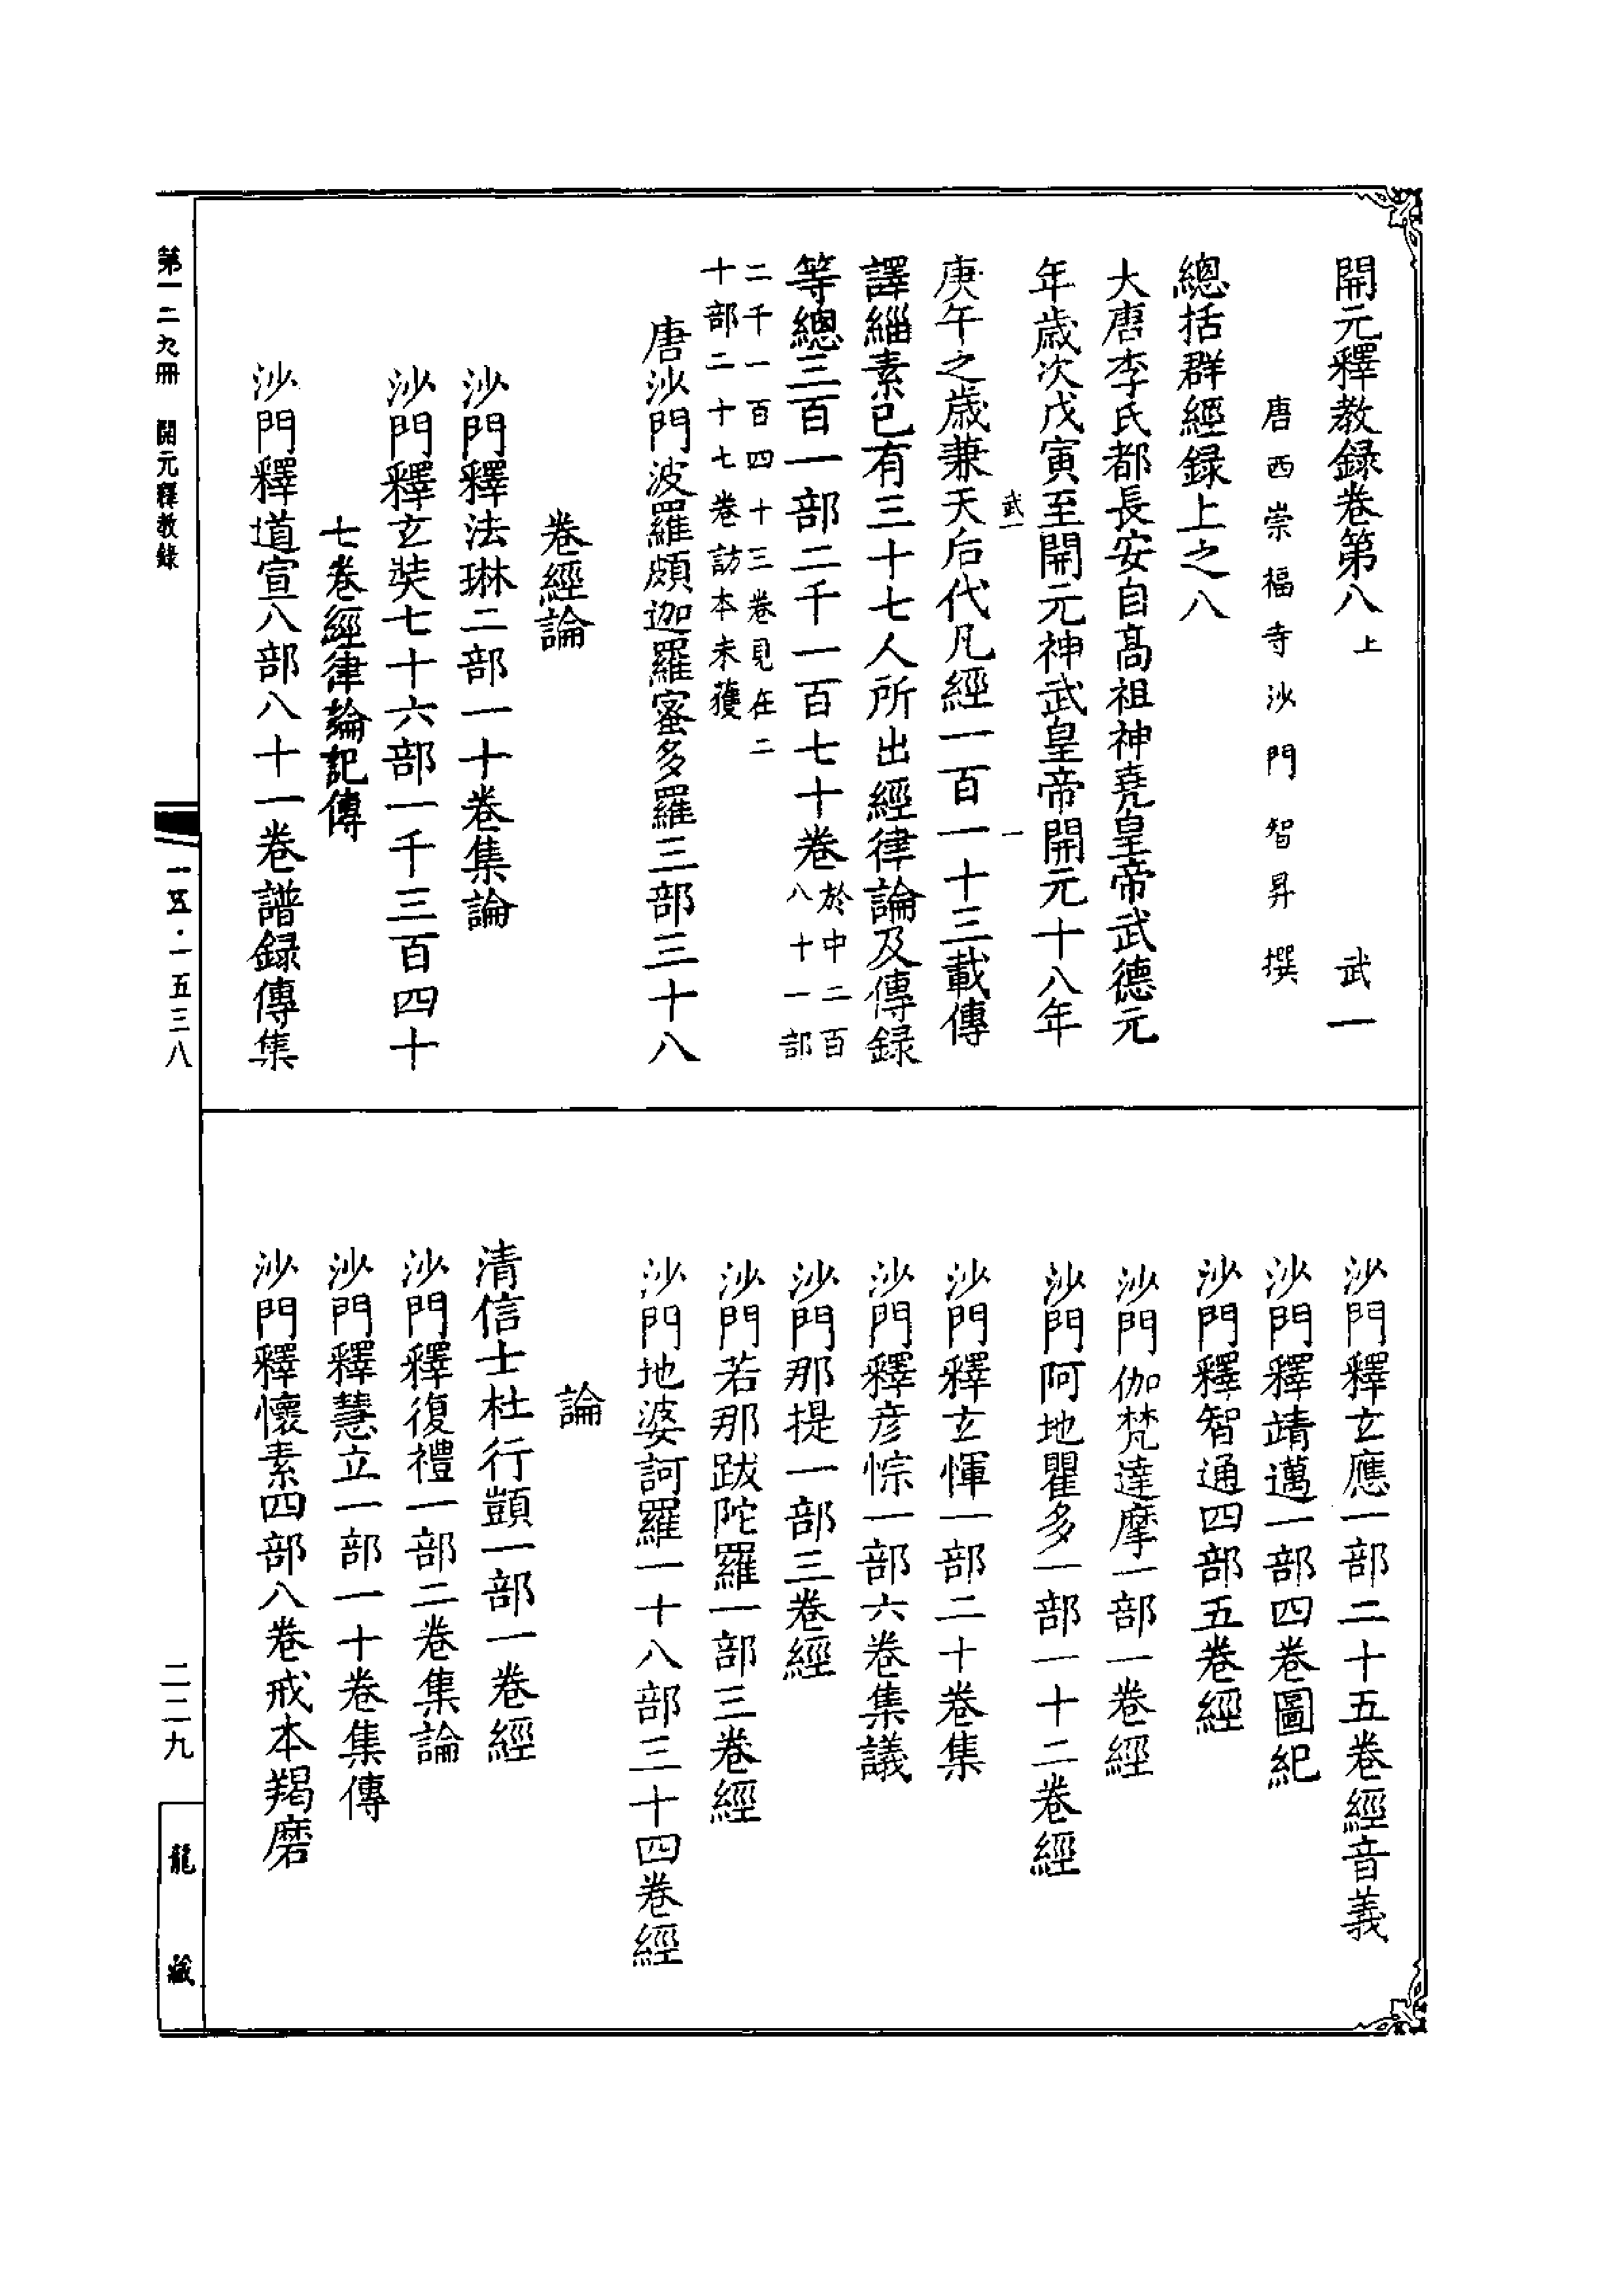 開元釋教録卷第八上　武一
唐西崇福寺沙門智昇撰
總括群經録上之八
大唐李氏都長安自高祖神堯皇帝武德元
年歲次戊寅至開元神武皇帝開元十八年
武一　一
庚午之歲兼天后代凡經一百一十三載傳
譯緇素已有三十七人所出經律論及傳録
等總三百一部二千一百七十卷於中二百
八十一部
二千一百四十三卷見在二
十部二十七卷訪本未獲
唐沙門波羅頗迦羅蜜多羅三部三十八
卷經論
沙門釋法琳二部一十卷集論
沙門釋玄奘七十六部一千三百四十
七卷經律論記傳
沙門釋道宣八部八十一卷譜録傳集
沙門釋玄應一部二十五卷經音義
沙門釋靖邁一部四卷圖紀
沙門釋智通四部五卷經
沙門伽梵達摩一部一卷經
沙門阿地瞿多一部一十二卷經
沙門釋玄惲一部二十卷集
沙門釋彥悰一部六卷集議
沙門那提一部三卷經
沙門若那跋陀羅一部三卷經
沙門地婆訶羅一十八部三十四卷經
論
清信士杜行顗一部一卷經
沙門釋復禮一部二卷集論
沙門釋慧立一部一十卷集傳
沙門釋懷素四部八卷戒本羯磨
第一二九冊　開元釋教錄
一五·一五三八
二二九
龍藏